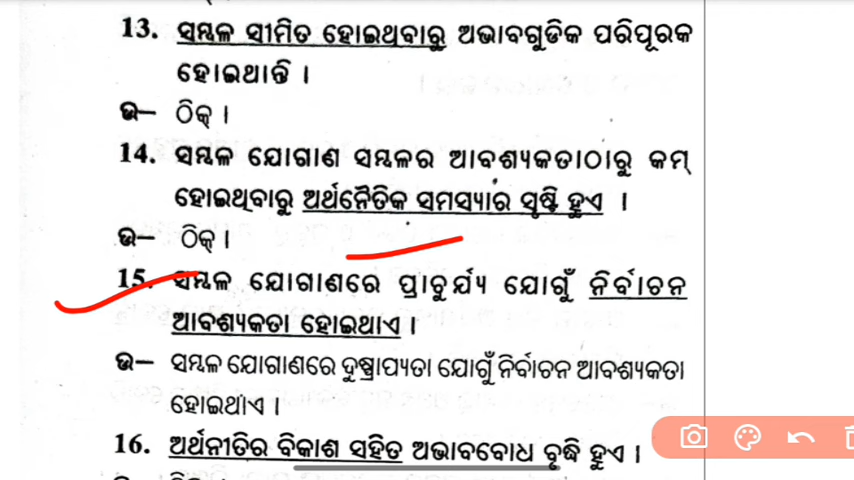 13. ସମ୍ବଳ ସୀମିତ ହୋଇଥିବାରୁ ଅଭାବଗୁଡିକ ପରିପୂରକ
ହୋଇଥାନ୍ତି ।
ଉ– ଠିକ୍ ।
14. ସମ୍ବଳ ଯୋଗାଣ ସମ୍ବଳର ଆବଶ୍ୟକତାଠାରୁ କମ୍
ହୋଇଥିବାରୁ ଅର୍ଥନୈତିକ ସମସ୍ୟାର ସୃଷ୍ଟି ହୁଏ ।
ଉ– ଠିକ୍ ।
15. ସମ୍ବଳ ଯୋଗାଣରେ ପ୍ରାଚୁର୍ଯ୍ୟ ଯୋଗୁଁ ନିର୍ବାଚନ
ଆବଶ୍ୟକତା ହୋଇଥାଏ ।
ଉ– ସମ୍ବଳ ଯୋଗାଣରେ ଦୁଷ୍ପ୍ରାପ୍ୟତା ଯୋଗୁଁ ନିର୍ବାଚନ ଆବଶ୍ୟକତା
ହୋଇଥାଏ ।
16. ଅର୍ଥନୀତିର ବିକାଶ ସହିତ ଅଭାବବୋଧ ବୃଦ୍ଧି ହୁଏ ।